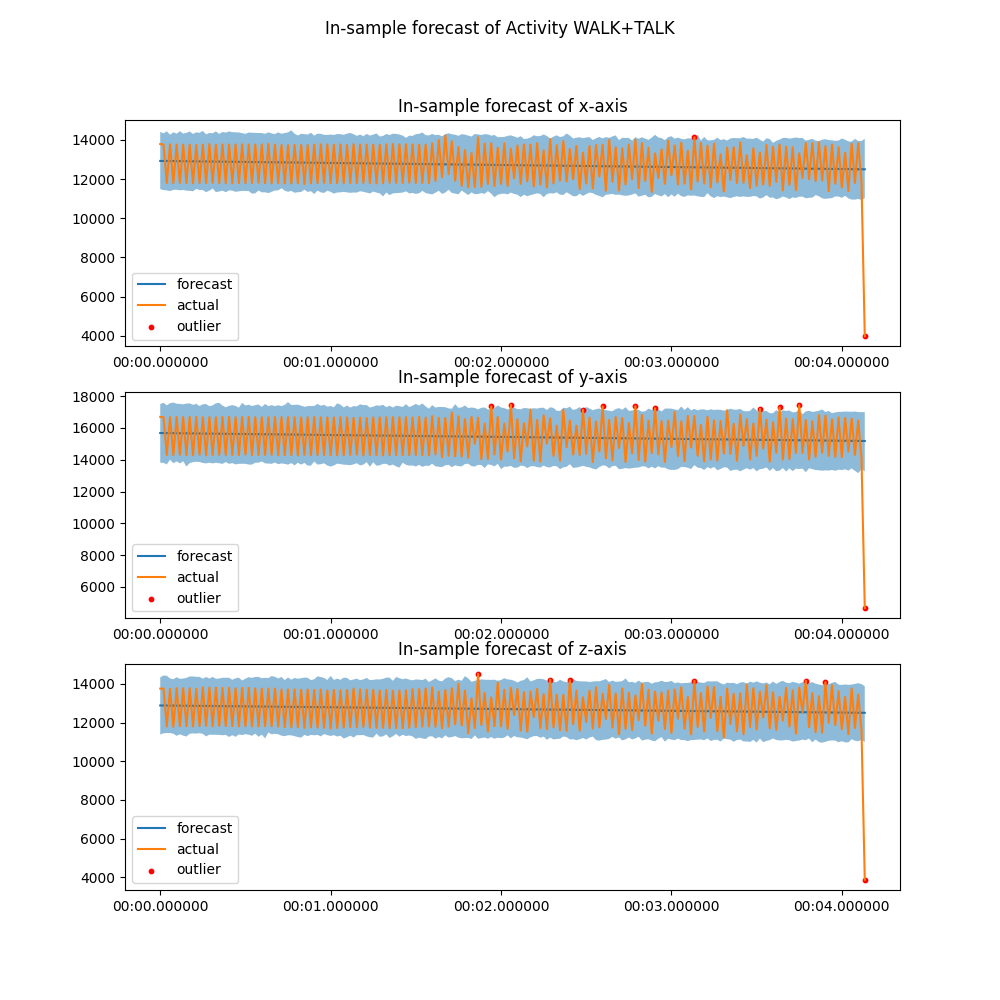 In-sample forecast of Activity WALK+TALK
In-sample forecast of x-axis
14000
12000
10000
8000
6000
4000
forecast
actual
outlier
00:00.000000 00:01.000000 00:02.000000 00:03.000000 00:04.000000
In-sample forecast of y-axis
18000
16000
14000
12000
10000
8000
6000
forecast
actual
outlier
00:00.000000 00:01.000000 00:02.000000 00:03.000000 00:04.000000
In-sample forecast of z-axis
14000
12000
10000
8000
6000
4000
forecast
actual
outlier
00:00.000000 00:01.000000 00:02.000000 00:03.000000 00:04.000000